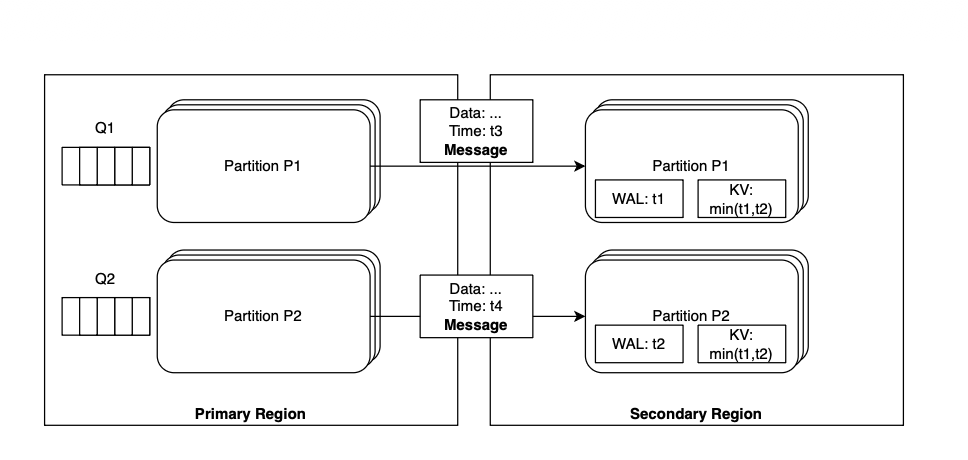 Q1
Partition P1
Data: ...
Time: t3
Message
Partition P1
WAL: t1
KV:
min(t1,t2)
Q2
Partition P2
Data: ...
Time: t4
Message
Partition P2
WAL: t2
KV:
min(t1,t2)
Primary Region
Secondary Region